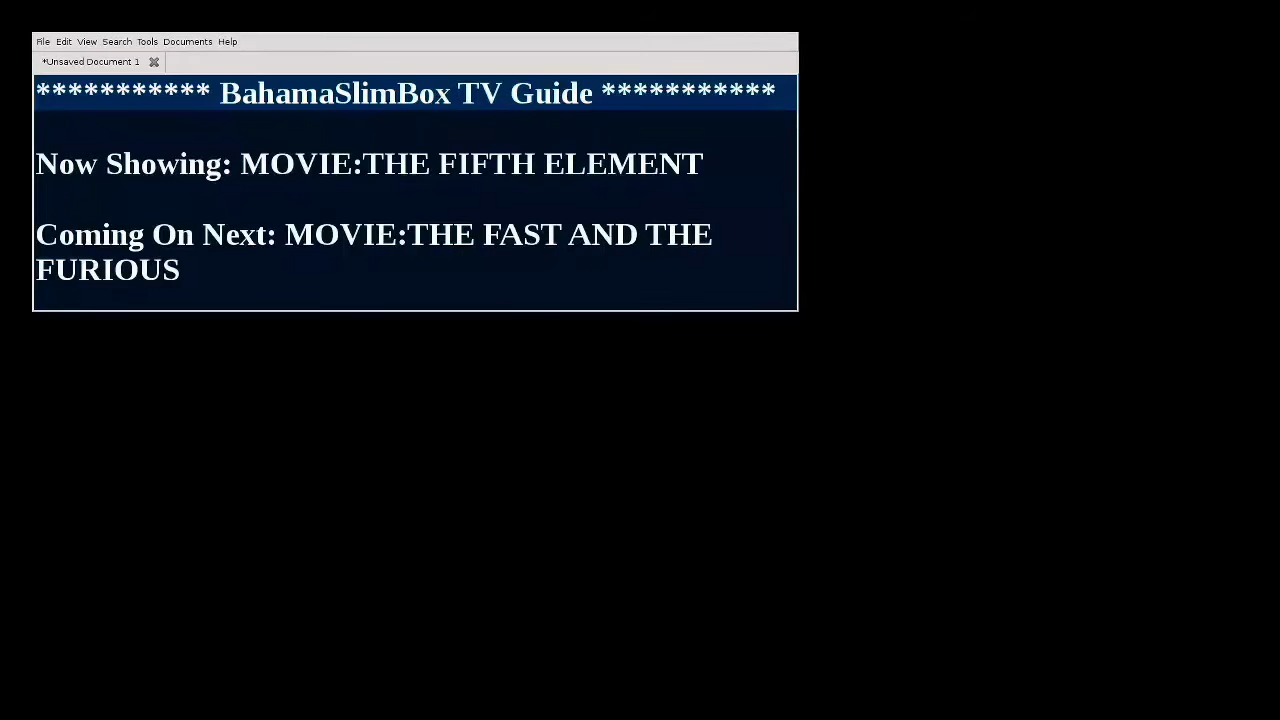 File Edit View Search Tools Documents Help
*Unsaved Document 1
*********** BahamaSlimBox TV Guide ***********
Now Showing: MOVIE:THE FIFTH ELEMENT
Coming On Next: MOVIE:THE FAST AND THE
FURIOUS